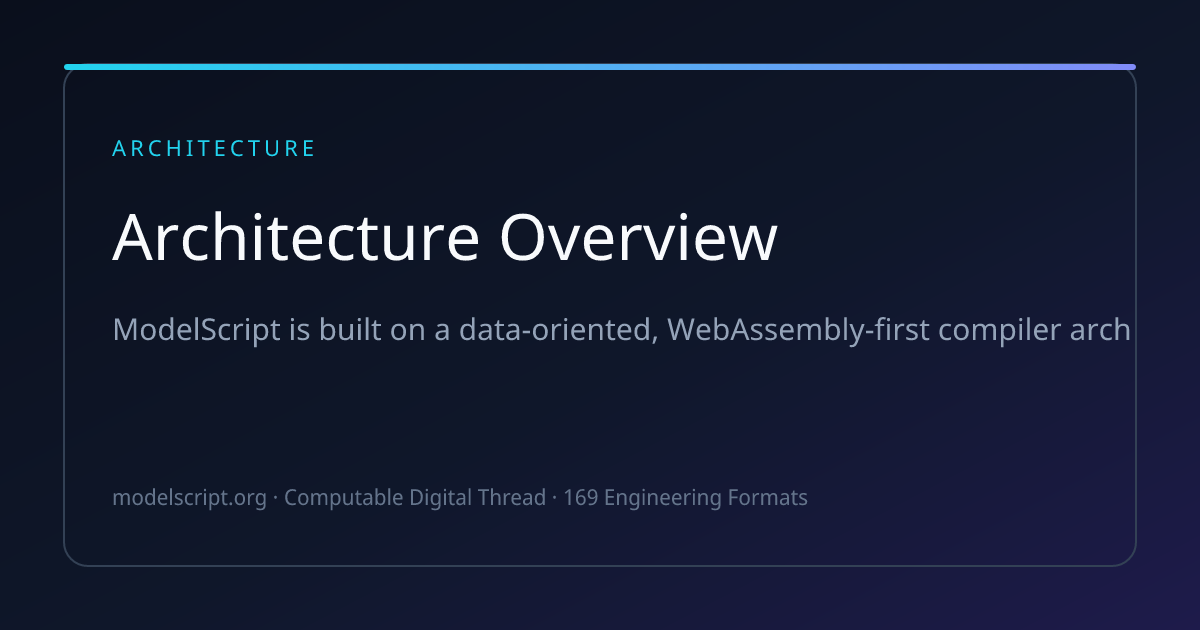 ARCHITECTURE
Architecture Overview
ModelScript is built on a data-oriented, WebAssembly-first compiler arch
modelscript.org · Computable Digital Thread · 169 Engineering Formats